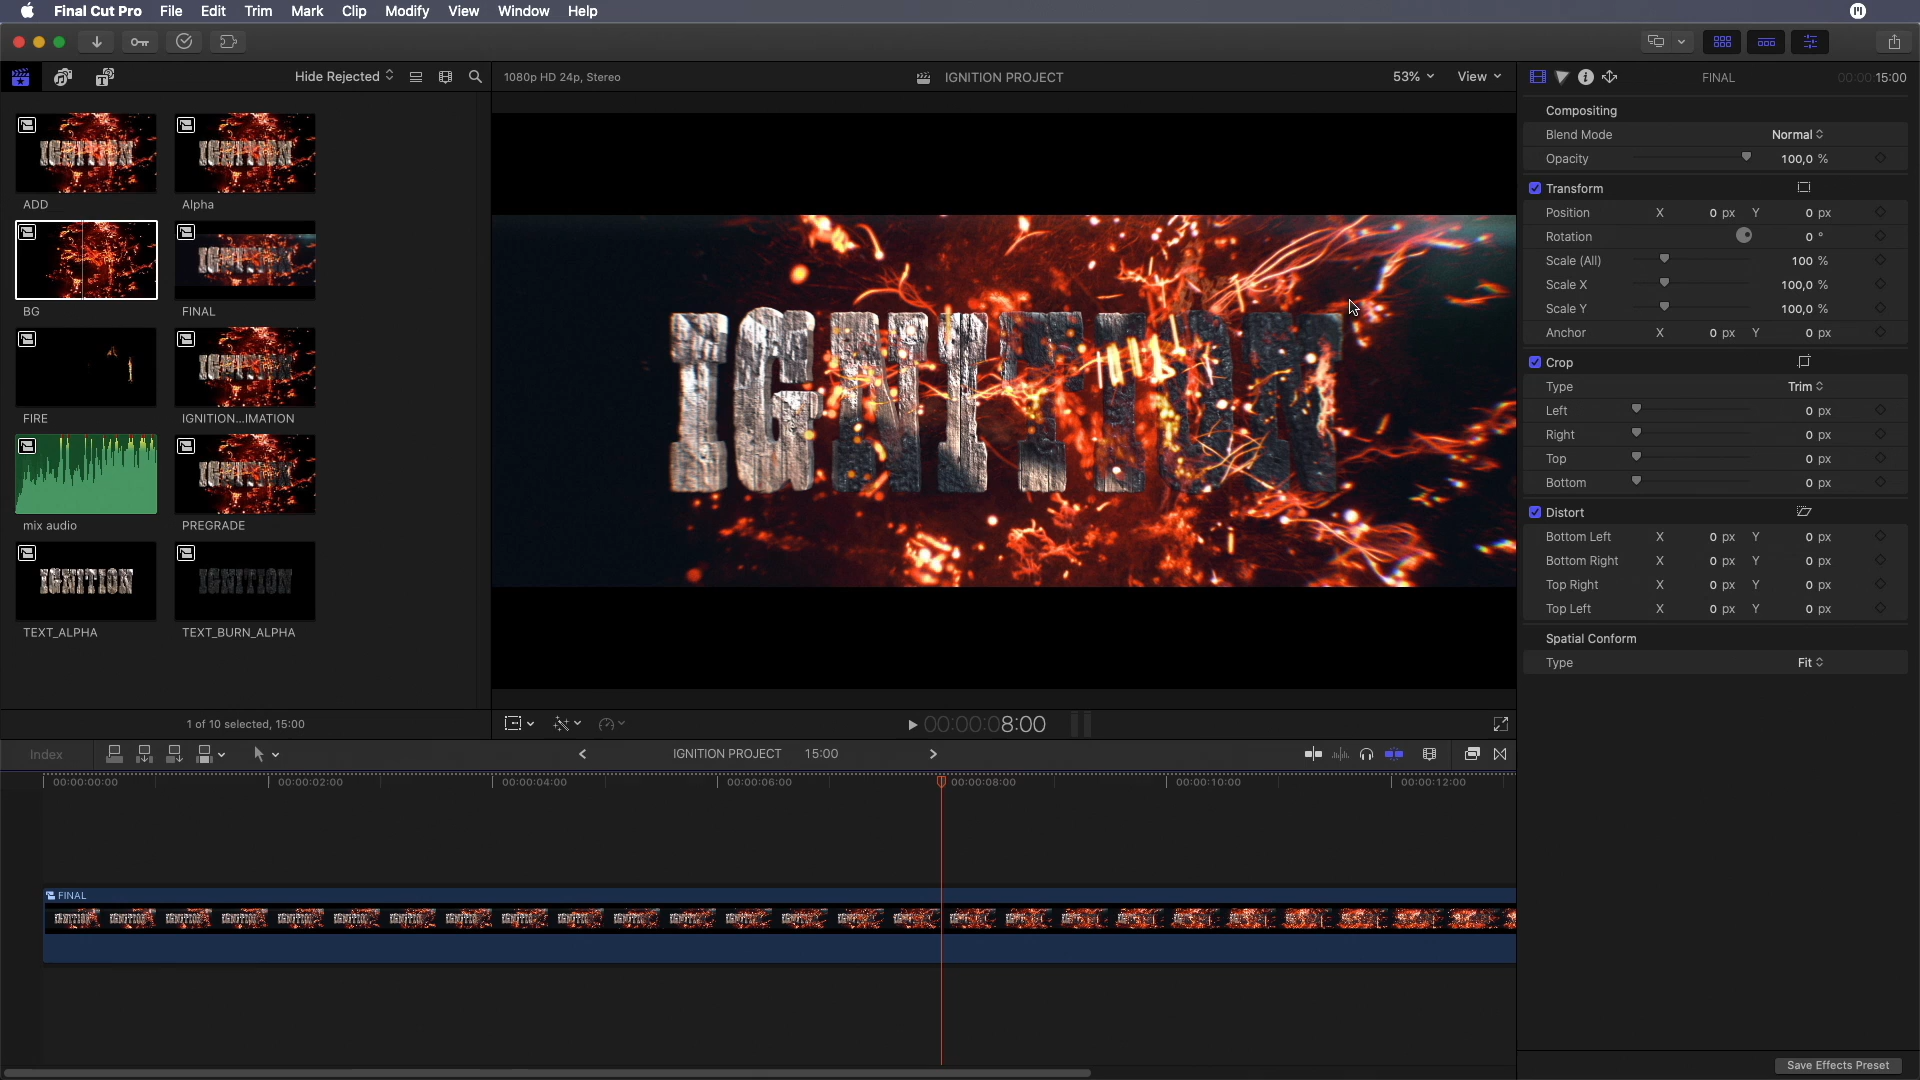 Final Cut Pro File Edit Trim Mark Clip Modify View Window Help
Hide Rejected
1080p HD 24p, Stereo
IGNITION PROJECT
53%
View
FINAL
00:00:15:00
IGNITION
IGNITION
ADD
Alpha
BG
FINAL
FIRE
IGNITION...IMATION
mix audio
PREGRADE
IGNITION
IGNITION
TEXT_ALPHA
TEXT_BURN_ALPHA
1 of 10 selected, 15:00
IGNITION
00:00:08:00
Compositing
Blend Mode Normal
Opacity 100,0 %
Transform
Position X 0 px Y 0 px
Rotation 0 °
Scale (All) 100 %
Scale X 100,0 %
Scale Y 100,0 %
Anchor X 0 px Y 0 px
Crop
Type Trim
Left 0 px
Right 0 px
Top 0 px
Bottom 0 px
Distort
Bottom Left X 0 px Y 0 px
Bottom Right X 0 px Y 0 px
Top Right X 0 px Y 0 px
Top Left X 0 px Y 0 px
Spatial Conform
Type Fit
Index
IGNITION PROJECT 15:00
00:00:00:00 00:00:02:00 00:00:04:00 00:00:06:00 00:00:08:00 00:00:10:00 00:00:12:00
FINAL
Save Effects Preset